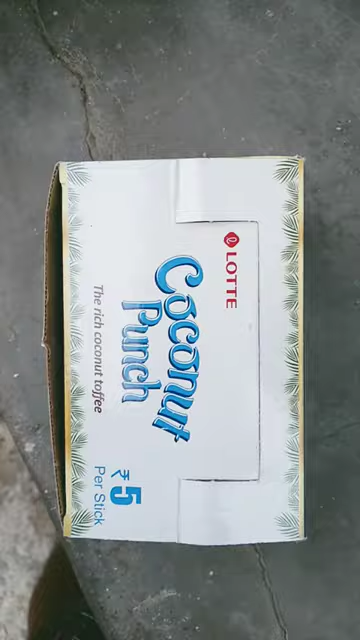 LOTTE
Coconut
Punch
The rich coconut toffee
₹5
Per Stick